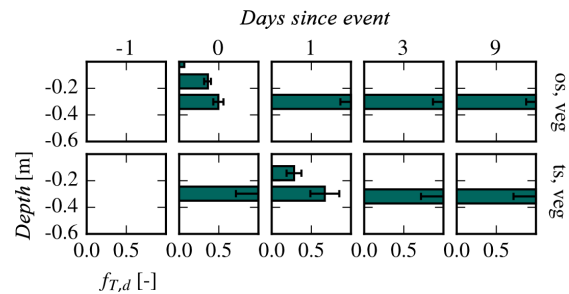 Days since event
-1 0 1 3 9
-0.2
-0.4
-0.6
os, veg
-0.2
-0.4
-0.6
ts, veg
Depth [m]
0.0 0.5 0.0 0.5 0.0 0.5 0.0 0.5 0.0 0.5
f_{T,d} [-]